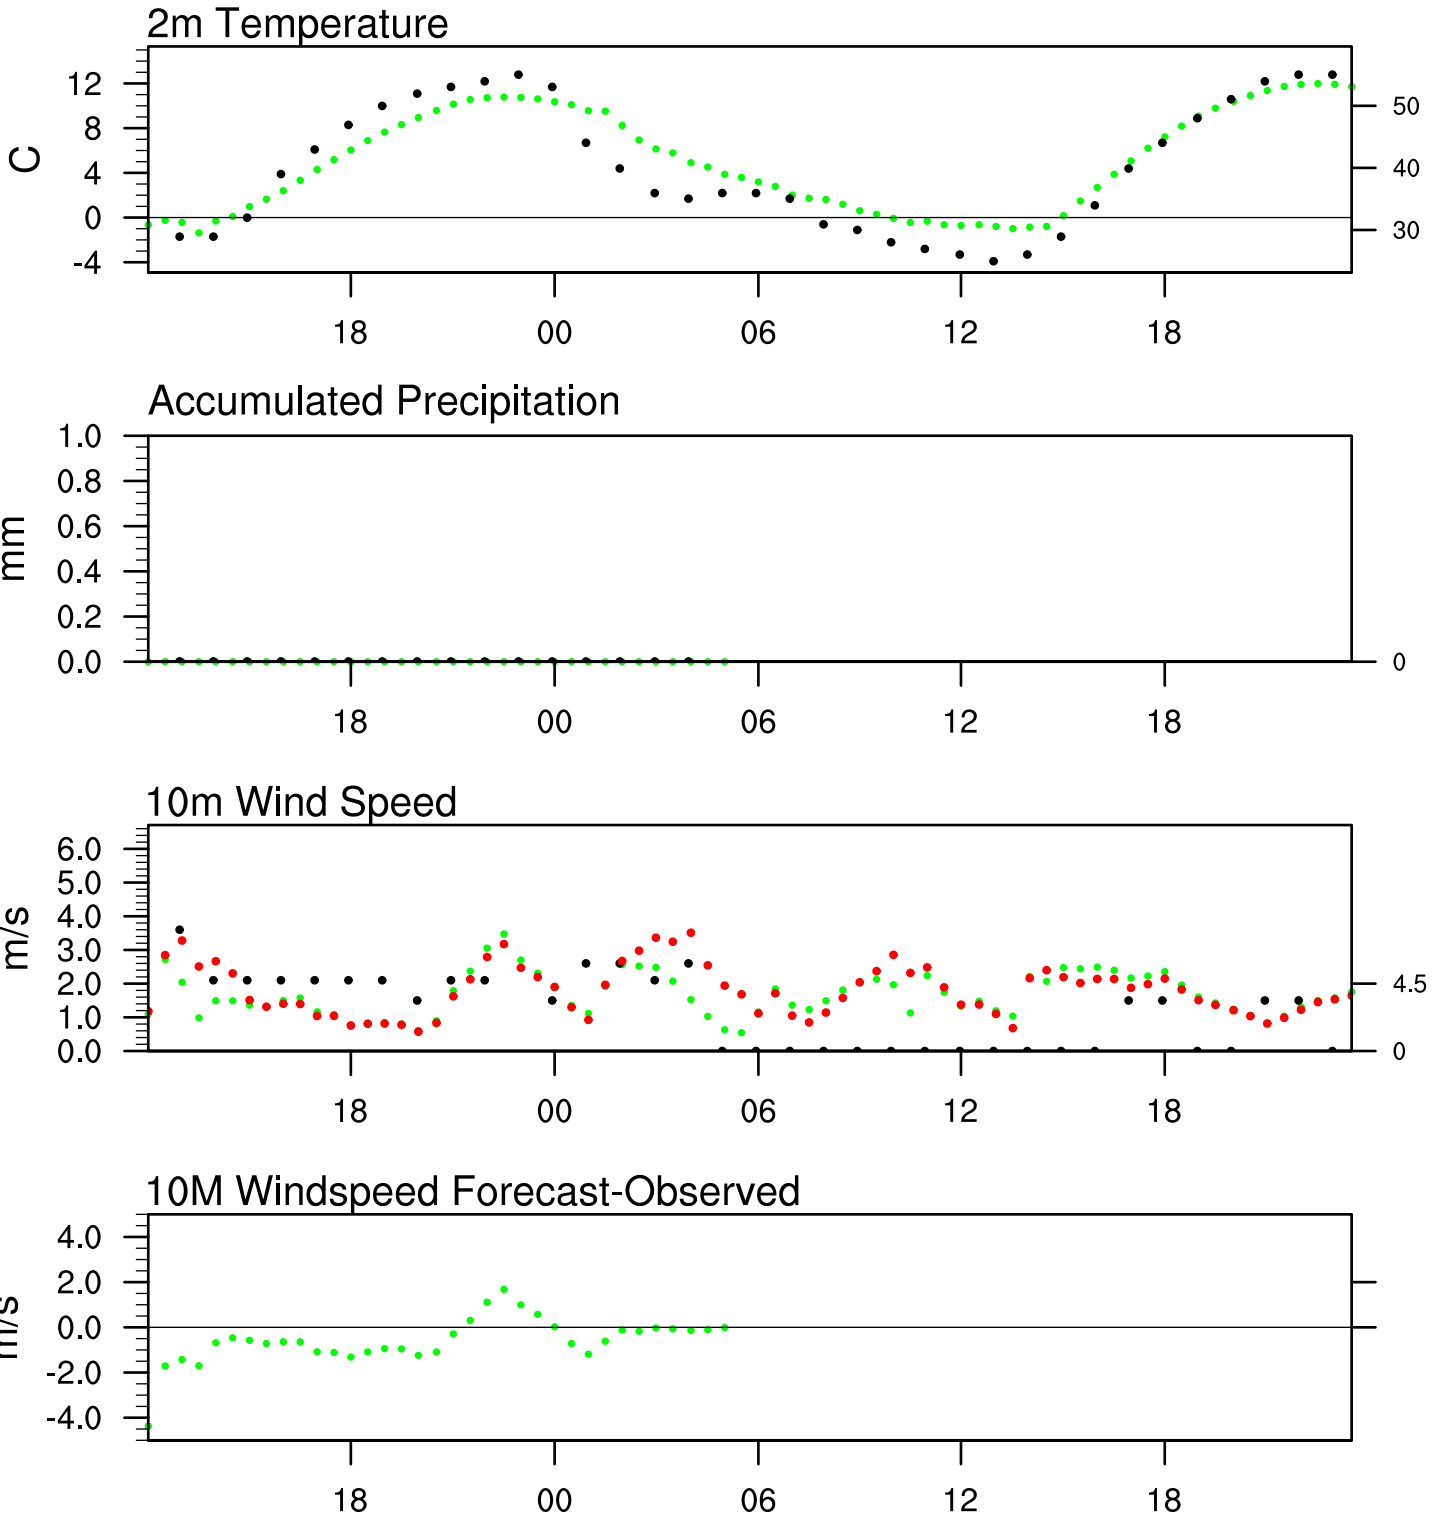 2m Temperature
C
12
8
4
0
-4
50
40
30
18 00 06 12 18
Accumulated Precipitation
mm
1.0
0.8
0.6
0.4
0.2
0.0
0
18 00 06 12 18
10m Wind Speed
m/s
6.0
5.0
4.0
3.0
2.0
1.0
0.0
4.5
0
18 00 06 12 18
10M Windspeed Forecast-Observed
m/s
4.0
2.0
0.0
-2.0
-4.0
18 00 06 12 18